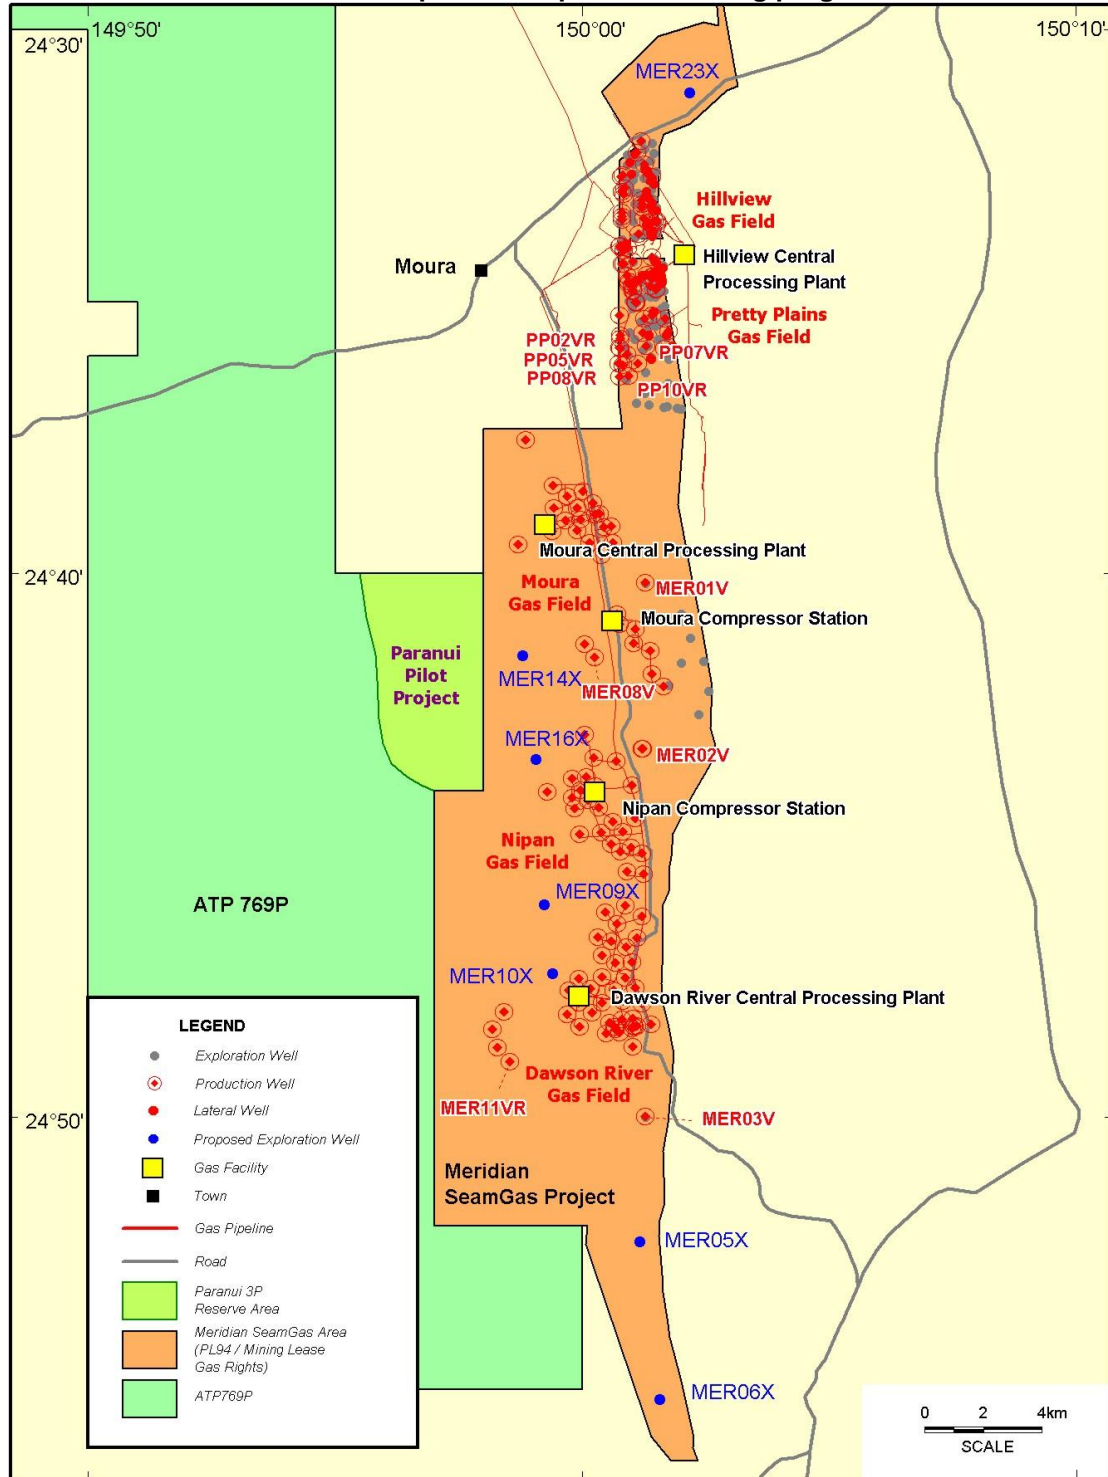 149°50'
150°00'
150°10'
24°30'
MER23X
Hillview
Gas Field
Hillview Central
Processing Plant
Moura
Pretty Plains
Gas Field
PP02VR
PP05VR
PP08VR
PP07VR
PP10VR
Moura Central Processing Plant
24°40'
Moura
Gas Field
MER01V
Moura Compressor Station
Paranui
Pilot
Project
MER14X
MER08V
MER16X
MER02V
Nipan Compressor Station
Nipan
Gas Field
ATP 769P
MER09X
MER10X
Dawson River Central Processing Plant
Dawson River
Gas Field
MER11VR
MER03V
24°50'
Meridian
SeamGas Project
MER05X
MER06X
LEGEND
Exploration Well
Production Well
Lateral Well
Proposed Exploration Well
Gas Facility
Town
Gas Pipeline
Road
Paranui 3P
Reserve Area
Meridian SeamGas Area
(PL94 / Mining Lease
Gas Rights)
ATP769P
0 2 4km
SCALE